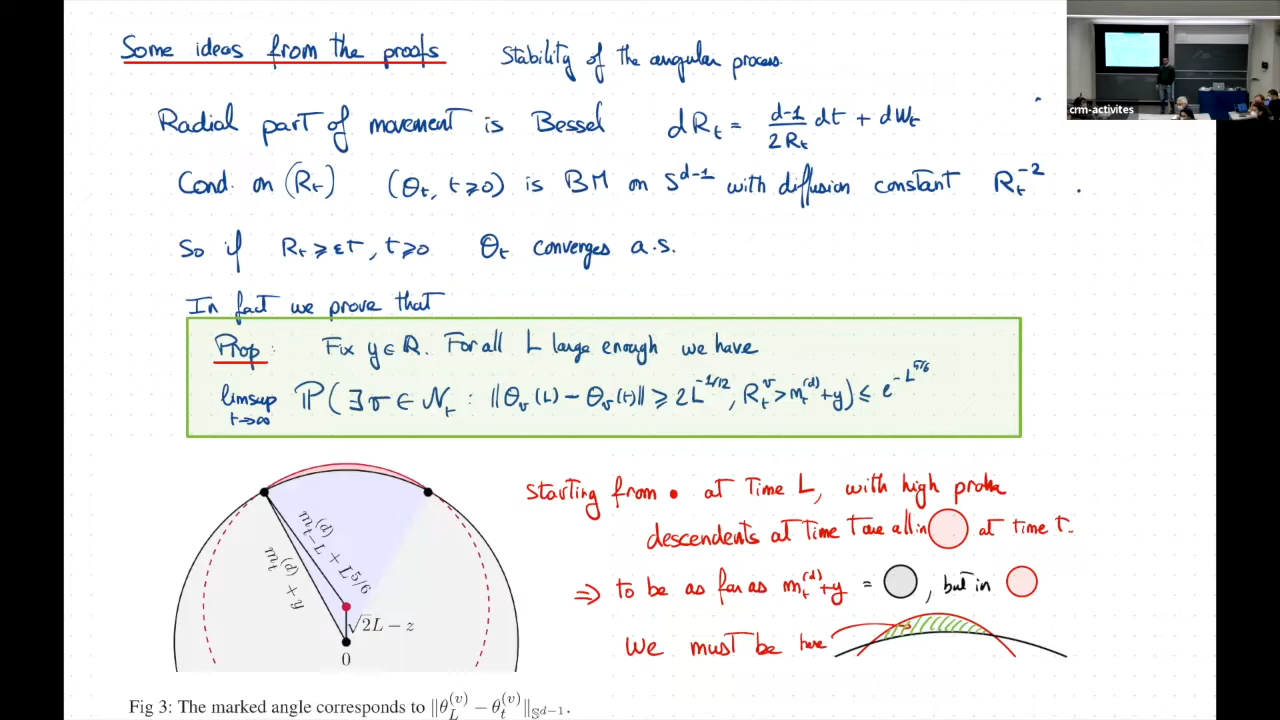 Some ideas from the proofs Stability of the angular process.
crm-activites
Radial part of movement is Bessel dR_t = \frac{d-1}{2R_t} dt + dW_t
Cond. on (R_t) (θ_t, t⩾0) is BM on S^{d-1} with diffusion constant R_t^{-2}
So if R_t ⩾ εt, t⩾0 θ_t converges a.s.
In fact we prove that
Prop: Fix y∈ℝ. For all L large enough we have
limsup_{t→∞} ℙ(∃ v ∈ N_t : ‖θ_v(L) − θ_v(t)‖ ⩾ 2L^{-1/12}, R_t^v > m_t^{(d)}+y) ⩽ e^{-L^{5/6}}
m_{t-L}^{(d)} + L^{5/6}
m_t^{(d)} + y
√2L − z
0
Starting from • at time L, with high proba
descendents at time t are all in at time t.
⇒ to be as far as m_t^{(d)}+y = , but in
We must be here
Fig 3: The marked angle corresponds to ‖θ_L^{(v)} − θ_t^{(v)}‖_{𝕊^{d−1}}.